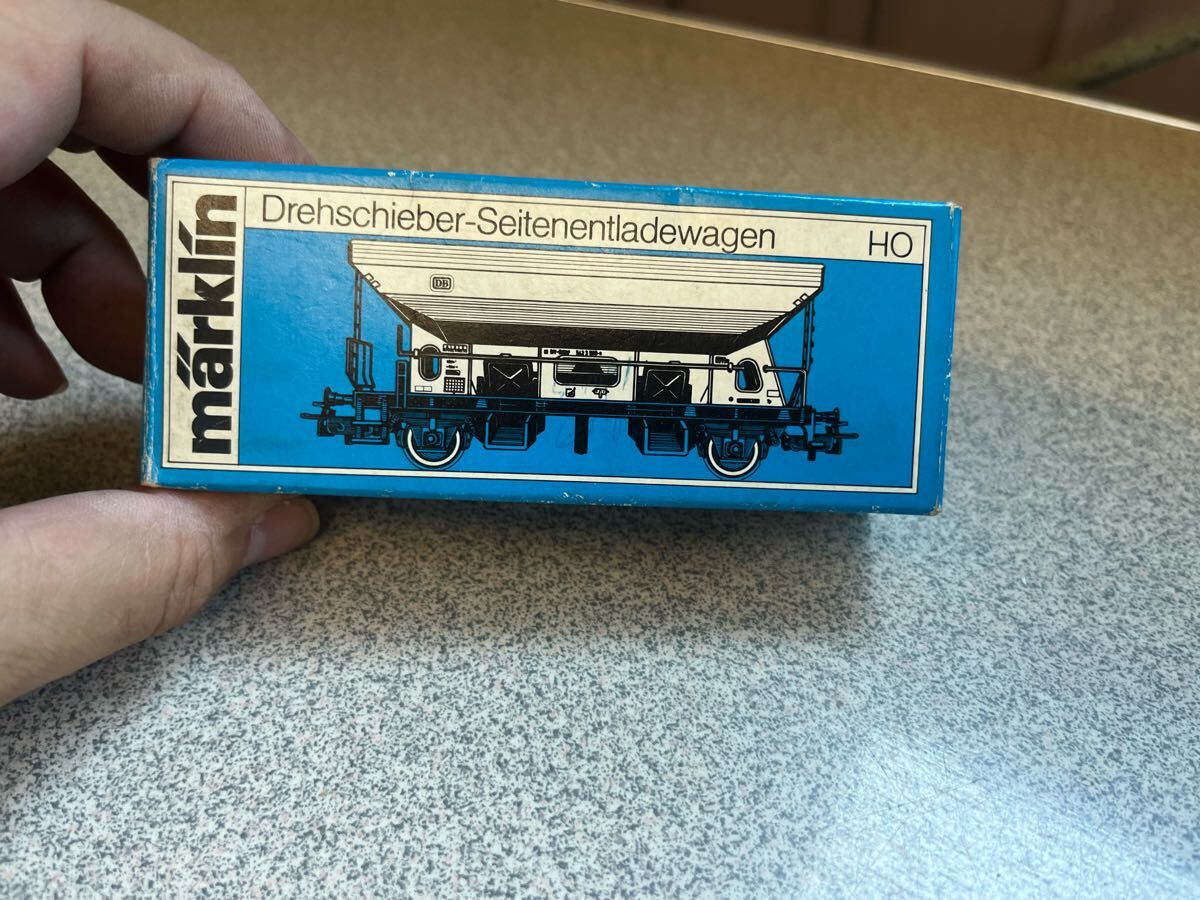 märklin
Drehschieber-Seitenentladewagen HO
DB